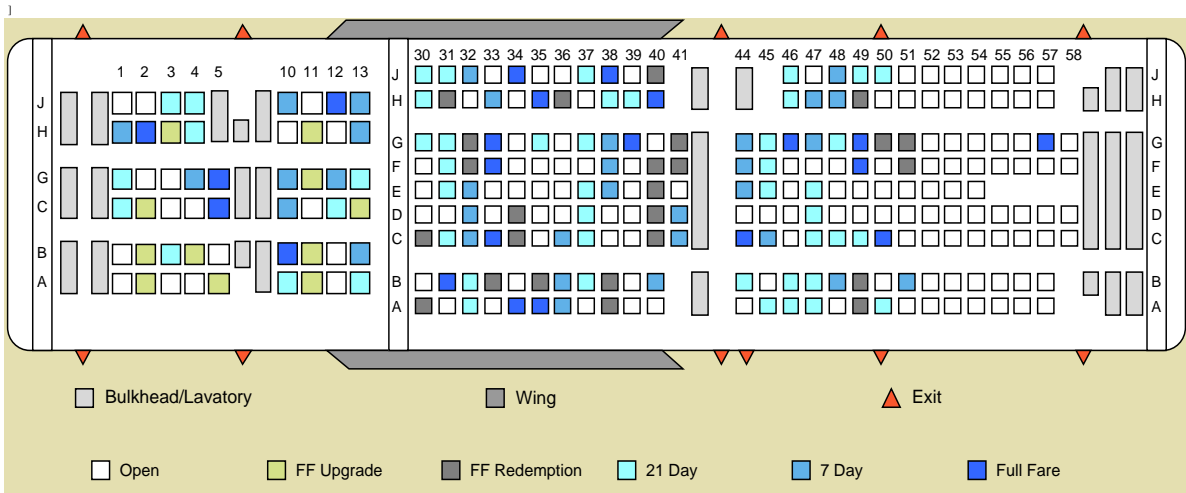 ]
30 31 32 33 34 35 36 37 38 39 40 41 44 45 46 47 48 49 50 51 52 53 54 55 56 57 58
1 2 3 4 5 10 11 12 13
J J J
H H H
G G G
F F
E E
D D
C C C
B B B
A A A
Bulkhead/Lavatory Wing Exit
Open FF Upgrade FF Redemption 21 Day 7 Day Full Fare